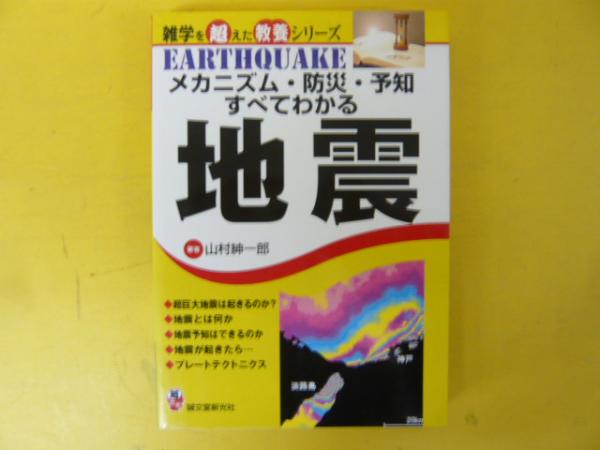 雑学を超えた教養シリーズ
EARTHQUAKE
メカニズム・防災・予知
すべてわかる
地震
著者 山村紳一郎
◆超巨大地震は起きるのか?
◆地震とは何か
◆地震予知はできるのか
◆地震が起きたら…
◆プレートテクトニクス
神戸
淡路島
20km
誠文堂新光社